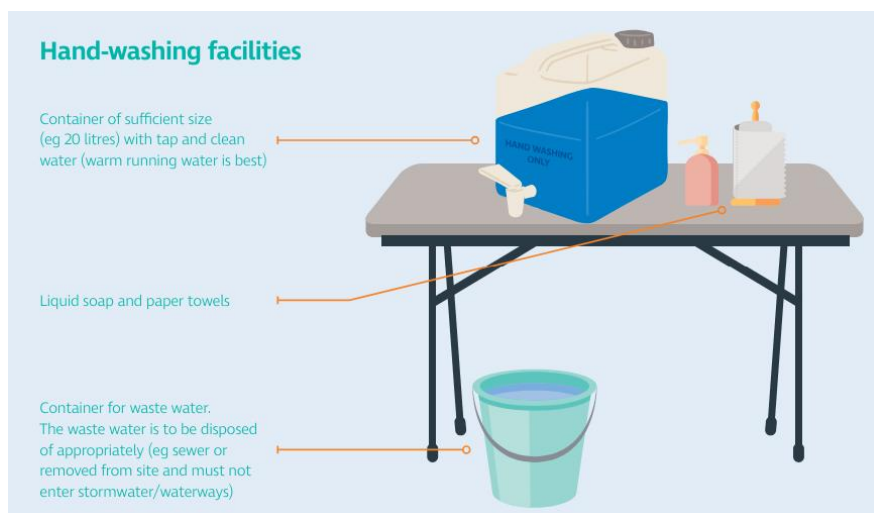 Hand-washing facilities
Container of sufficient size
(eg 20 litres) with tap and clean
water (warm running water is best)
HAND WASHING
ONLY
Liquid soap and paper towels
Container for waste water.
The waste water is to be disposed
of appropriately (eg sewer or
removed from site and must not
enter stormwater/waterways)